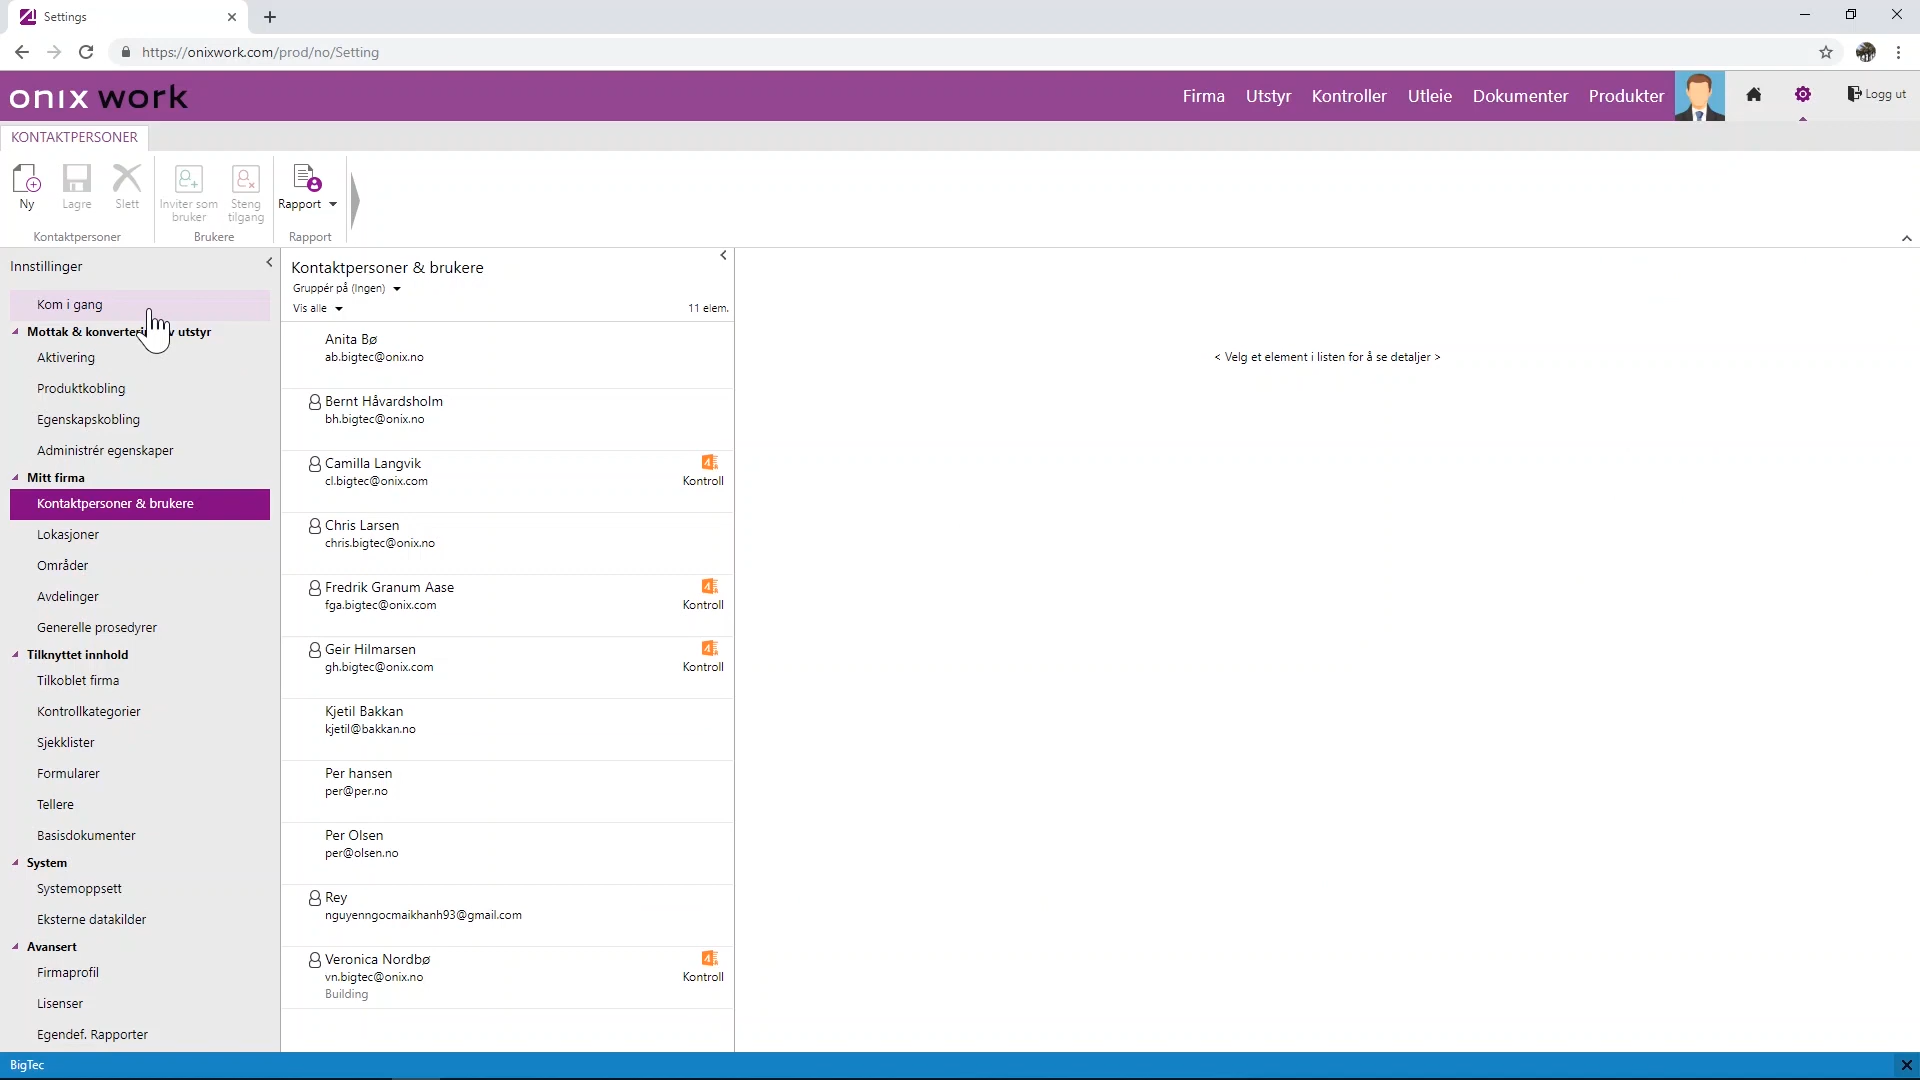 Settings
https://onixwork.com/prod/no/Setting
onix work
Firma Utstyr Kontroller Utleie Dokumenter Produkter Logg ut
KONTAKTPERSONER
Ny Lagre Slett Inviter som bruker Steng tilgang Rapport
Kontaktpersoner Brukere Rapport
Innstillinger
Kom i gang
Mottak & konvertering utstyr
Aktivering
Produktkobling
Egenskapskobling
Administrér egenskaper
Mitt firma
Kontaktpersoner & brukere
Lokasjoner
Områder
Avdelinger
Generelle prosedyrer
Tilknyttet innhold
Tilkoblet firma
Kontrollkategorier
Sjekklister
Formularer
Tellere
Basisdokumenter
System
Systemoppsett
Eksterne datakilder
Avansert
Firmaprofil
Lisenser
Egendef. Rapporter
Kontaktpersoner & brukere
Gruppér på (Ingen)
Vis alle 11 elem.
Anita Bø
ab.bigtec@onix.no
Bernt Håvardsholm
bh.bigtec@onix.no
Camilla Langvik
cl.bigtec@onix.com Kontroll
Chris Larsen
chris.bigtec@onix.no
Fredrik Granum Aase
fga.bigtec@onix.com Kontroll
Geir Hilmarsen
gh.bigtec@onix.com Kontroll
Kjetil Bakkan
kjetil@bakkan.no
Per hansen
per@per.no
Per Olsen
per@olsen.no
Rey
nguyenngocmaikhanh93@gmail.com
Veronica Nordbø
vn.bigtec@onix.no Kontroll
Building
< Velg et element i listen for å se detaljer >
BigTec